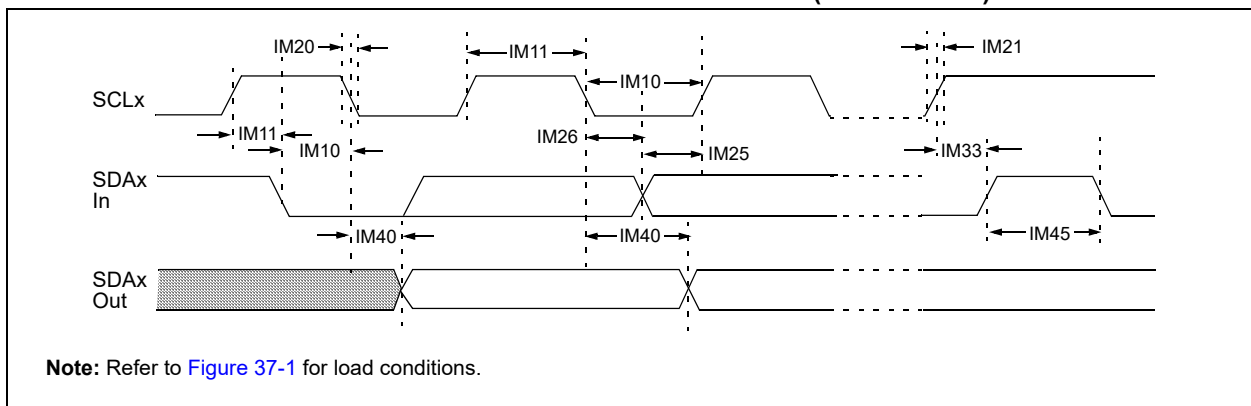 IM20
IM11
IM21
IM10
SCLx
IM11
IM26
IM10
IM25
IM33
SDAx
In
IM40
IM40
IM45
SDAx
Out
Note: Refer to Figure 37-1 for load conditions.